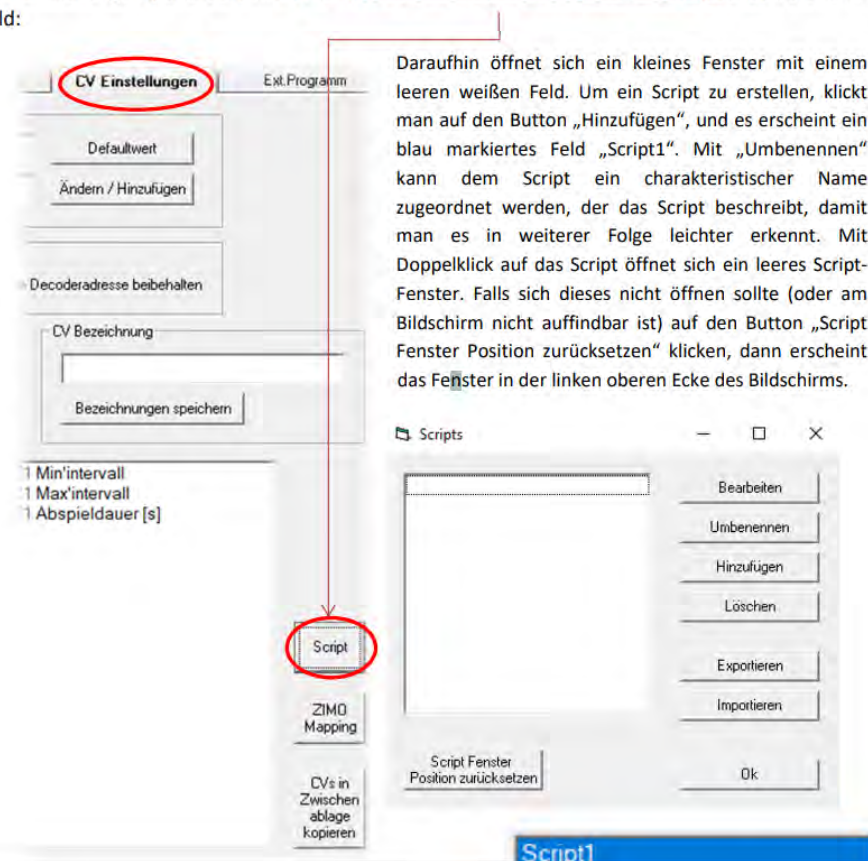 ld:
Daraufhin öffnet sich ein kleines Fenster mit einem
leeren weißen Feld. Um ein Script zu erstellen, klickt
man auf den Button „Hinzufügen“, und es erscheint ein
blau markiertes Feld „Script1“. Mit „Umbenennen“
kann dem Script ein charakteristischer Name
zugeordnet werden, der das Script beschreibt, damit
man es in weiterer Folge leichter erkennt. Mit
Doppelklick auf das Script öffnet sich ein leeres Script-
Fenster. Falls sich dieses nicht öffnen sollte (oder am
Bildschirm nicht auffindbar ist) auf den Button „Script
Fenster Position zurücksetzen“ klicken, dann erscheint
das Fenster in der linken oberen Ecke des Bildschirms.
CV Einstellungen
Ext.Programm
Defaultwert
Ändern / Hinzufügen
Decoderadresse beibehalten
CV Bezeichnung
Bezeichnungen speichern
1 Min'intervall
1 Max'intervall
1 Abspieldauer [s]
Script
ZIMO
Mapping
CVs in
Zwischen
ablage
kopieren
Scripts
Bearbeiten
Umbenennen
Hinzufügen
Löschen
Exportieren
Importieren
Script Fenster
Position zurücksetzen
Ok
Script1